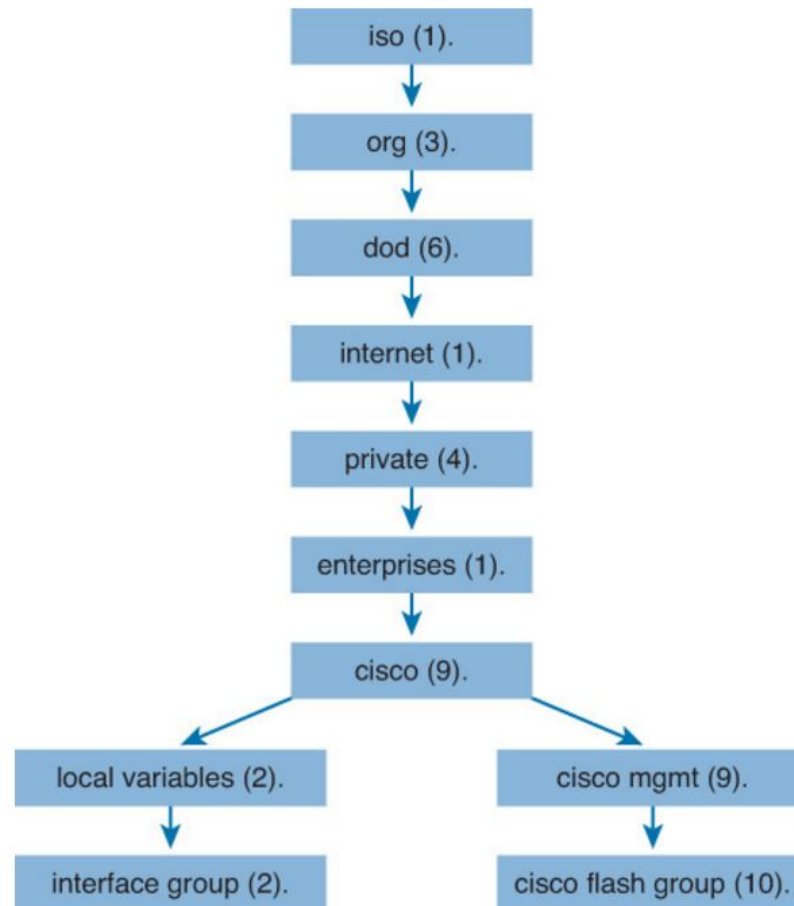 iso (1).
org (3).
dod (6).
internet (1).
private (4).
enterprises (1).
cisco (9).
local variables (2).
cisco mgmt (9).
interface group (2).
cisco flash group (10).